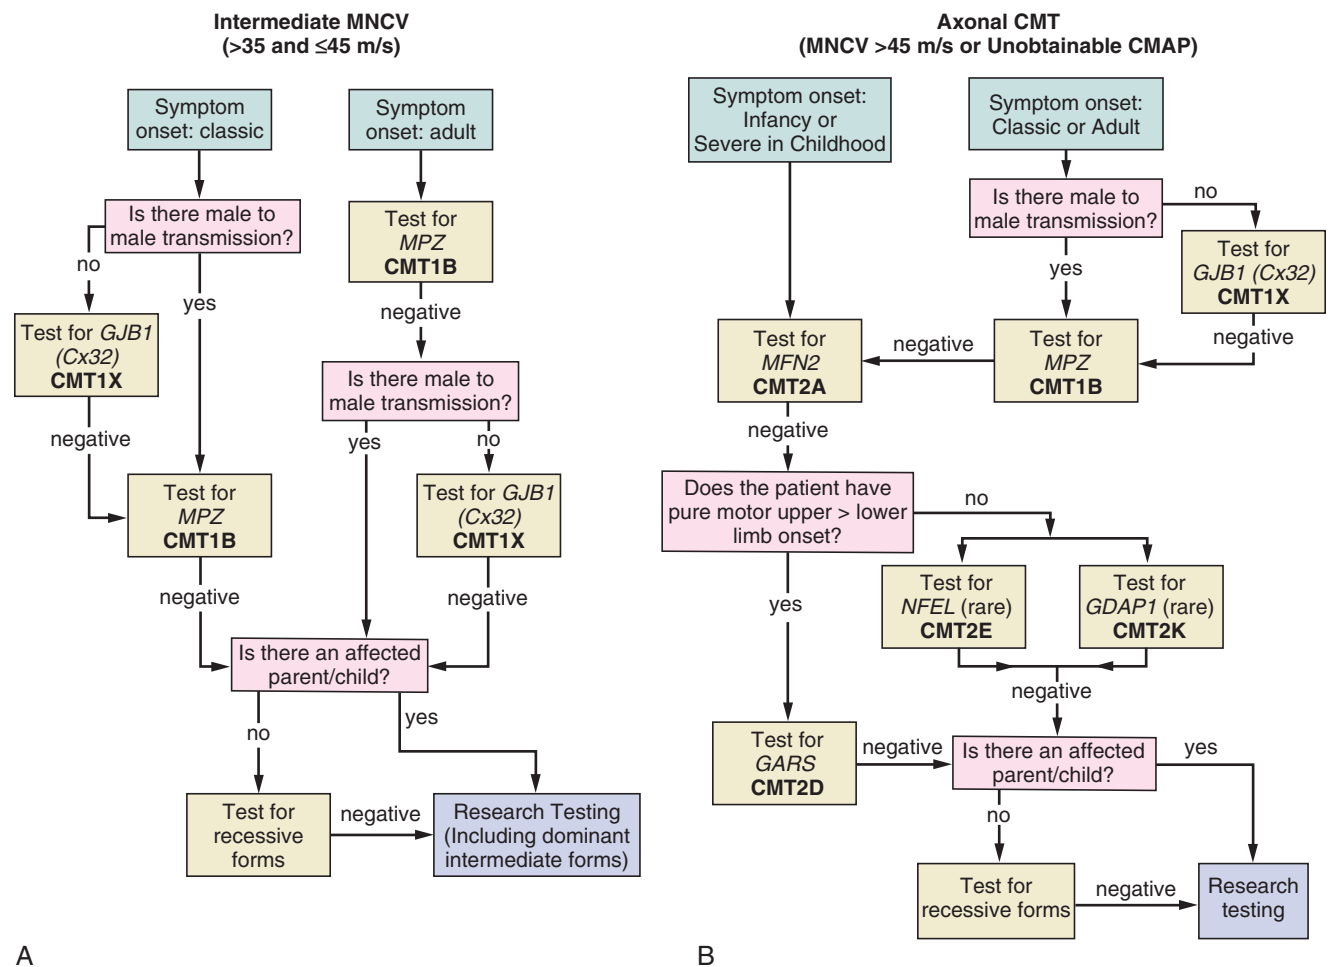 Intermediate MNCV
(>35 and ≤45 m/s)
Symptom
onset: classic
Symptom
onset: adult
Is there male to
male transmission?
no
yes
Test for GJB1
(Cx32)
CMT1X
negative
Test for
MPZ
CMT1B
negative
Test for
MPZ
CMT1B
negative
Is there male to
male transmission?
yes
no
Test for GJB1
(Cx32)
CMT1X
negative
Is there an affected
parent/child?
no
yes
Test for
recessive
forms
negative
Research Testing
(Including dominant
intermediate forms)
A
Axonal CMT
(MNCV >45 m/s or Unobtainable CMAP)
Symptom onset:
Infancy or
Severe in Childhood
Symptom onset:
Classic or Adult
Is there male to
male transmission?
no
yes
Test for
GJB1 (Cx32)
CMT1X
negative
Test for
MPZ
CMT1B
negative
Test for
MFN2
CMT2A
negative
Does the patient have
pure motor upper > lower
limb onset?
no
yes
Test for
NFEL (rare)
CMT2E
Test for
GDAP1 (rare)
CMT2K
negative
Test for
GARS
CMT2D
negative
Is there an affected
parent/child?
yes
no
Test for
recessive forms
negative
Research
testing
B